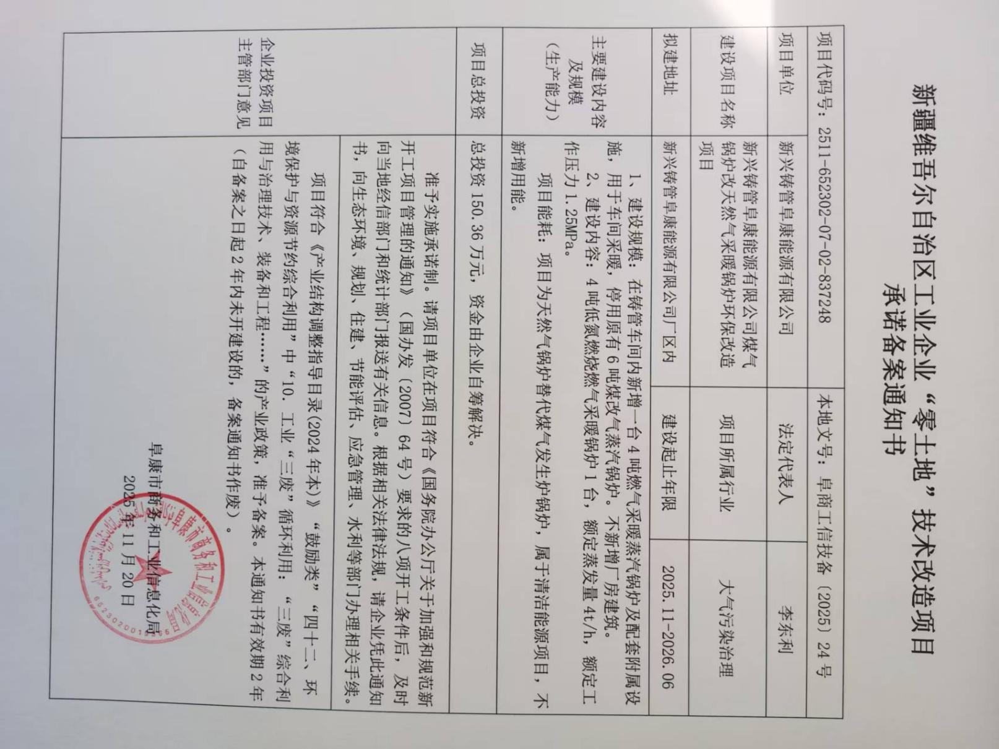 新疆维吾尔自治区工业企业“零土地”技术改造项目
承诺备案通知书
项目代码号：2511-652302-07-02-837248
本地文号：阜商工信技备（2025）24号
项目单位
新兴铸管阜康能源有限公司
法定代表人
李东利
建设项目名称
新兴铸管阜康能源有限公司煤气
锅炉改天然气采暖锅炉环保改造
项目
项目所属行业
大气污染治理
拟建地址
新兴铸管阜康能源有限公司厂区内
建设起止年限
2025.11-2026.06
主要建设内容
及规模
（生产能力）
1、建设规模：在铸管车间内新增一台4吨燃气采暖蒸汽锅炉及配套附属设
施，用于车间采暖，停用原有6吨煤改气蒸汽锅炉。不新增厂房建筑。
2、建设内容：4吨低氮燃烧燃气采暖锅炉1台，额定蒸发量4t/h，额定工
作压力1.25MPa。
项目能耗：项目为天然气锅炉替代煤气发生炉锅炉，属于清洁能源项目，不
新增用能。
项目总投资
总投资150.36万元，资金由企业自筹解决。
企业投资项目
主管部门意见
准予实施承诺制。请项目单位在项目符合《国务院办公厅关于加强和规范新
开工项目管理的通知》（国办发〔2007〕64号）要求的八项开工条件后，及时
向当地经信部门和统计部门报送有关信息。根据相关法律法规，请企业凭此通知
书，向生态环境、规划、住建、节能评估、应急管理、水利等部门办理相关手续。
项目符合《产业结构调整指导目录(2024年本)》“鼓励类”“四十二、环
境保护与资源节约综合利用”中“10. 工业“三废”循环利用：“三废”综合利
用与治理技术、装备和工程……”的产业政策，准予备案。本通知书有效期2年
（自备案之日起2年内未开建设的，备案通知书作废）。
阜康市商务和工业信息化局
2025年11月20日